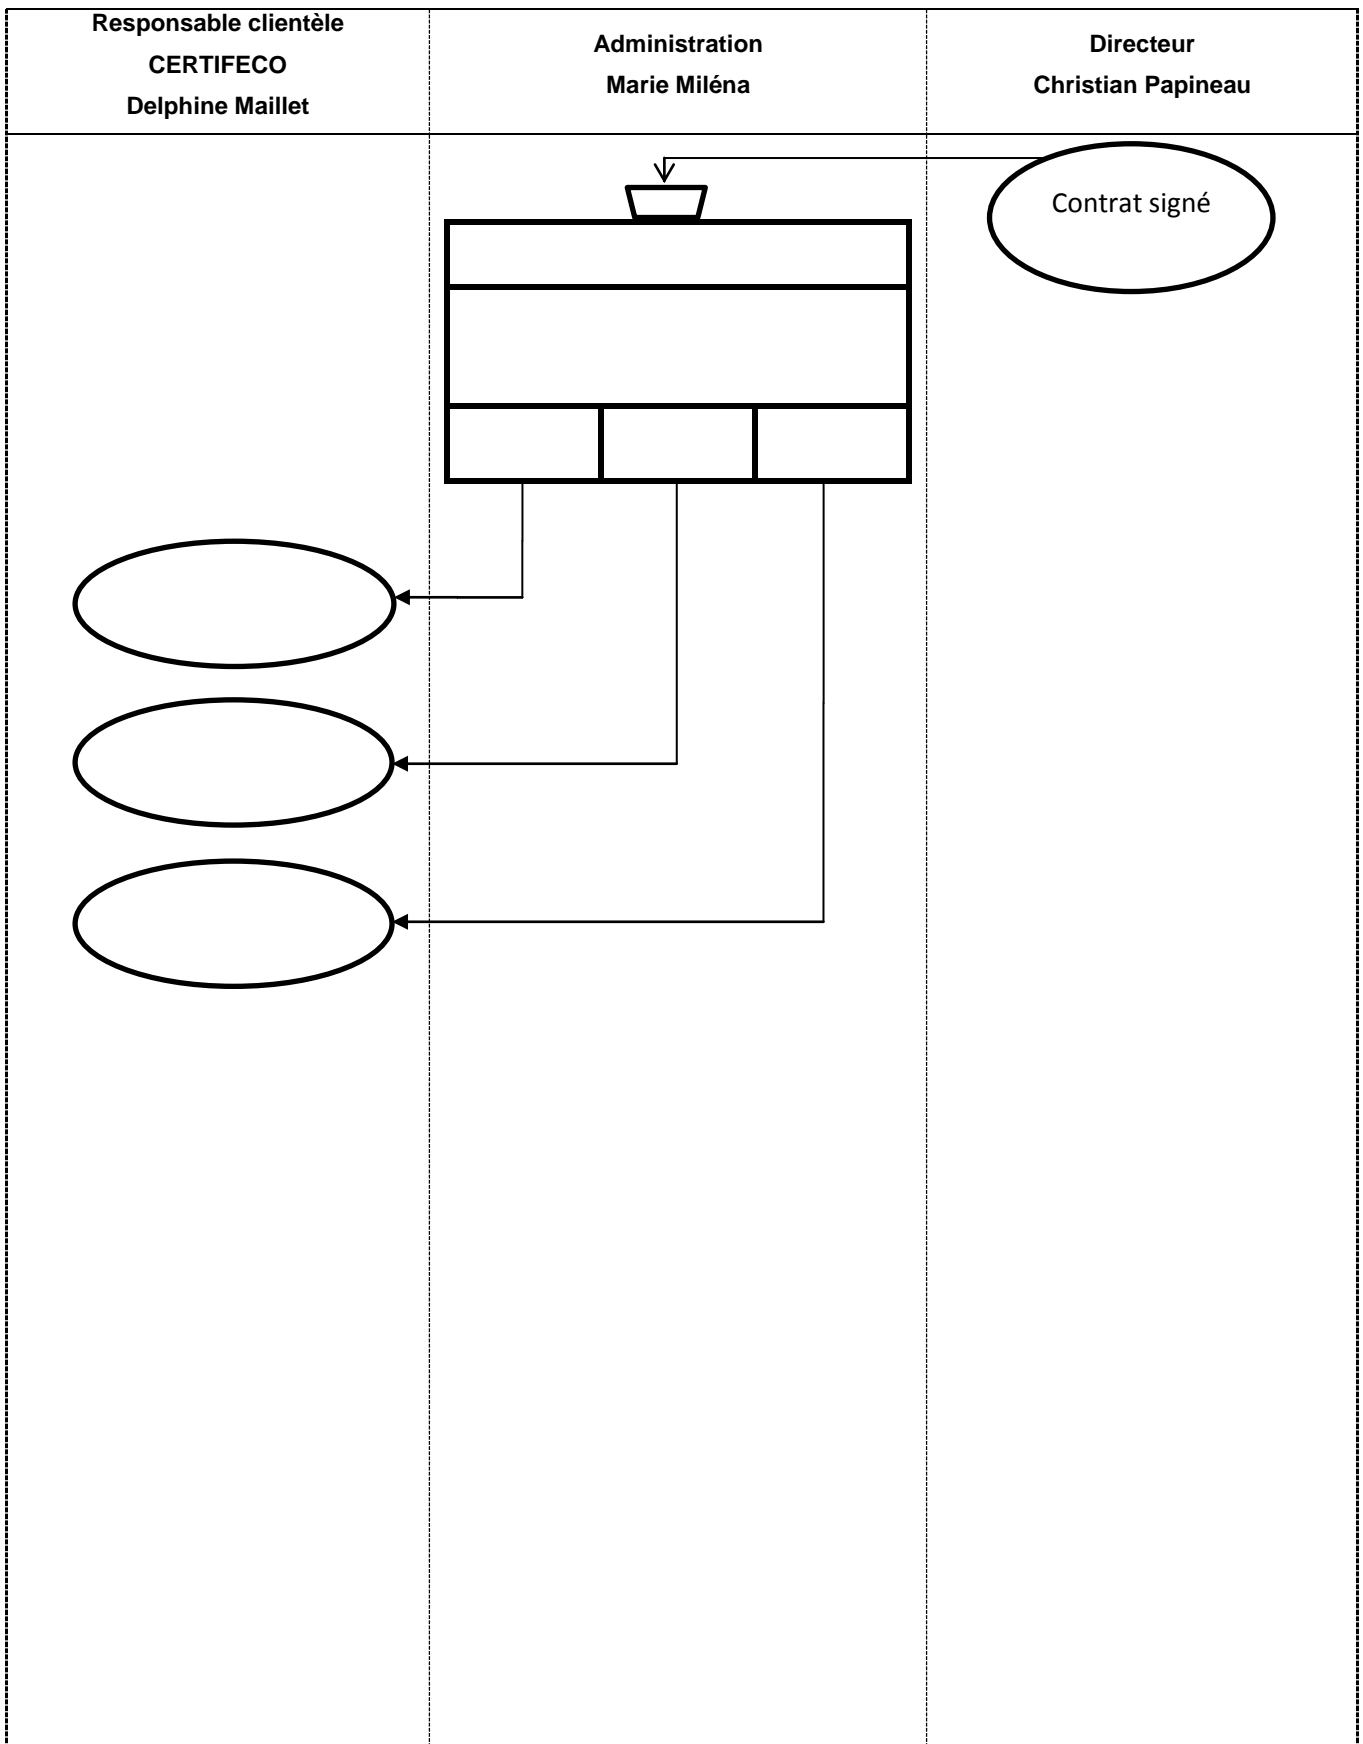 Responsable clientèle
CERTIFECO
Delphine Maillet
Administration
Marie Miléna
Directeur
Christian Papineau
Contrat signé